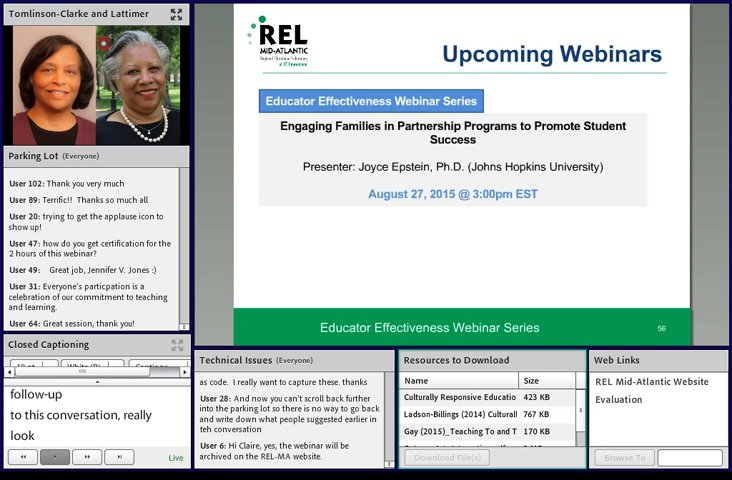 Tomlinson-Clarke and Lattimer
REL
MID-ATLANTIC
Upcoming Webinars
Educator Effectiveness Webinar Series
Engaging Families in Partnership Programs to Promote Student
Success
Presenter: Joyce Epstein, Ph.D. (Johns Hopkins University)
August 27, 2015 @ 3:00pm EST
Educator Effectiveness Webinar Series
56
Parking Lot (Everyone)
User 102: Thank you very much
User 89: Terrific!! Thanks so much all
User 20: trying to get the applause icon to
show up!
User 47: how do you get certification for the
2 hours of this webinar?
User 49: Great job, Jennifer V. Jones :)
User 31: Everyone's particpation is a
celebration of our commitment to teaching
and learning.
User 64: Great session, thank you!
Closed Captioning
follow-up
to this conversation, really
look
Live
Technical Issues (Everyone)
as code. I really want to capture these. thanks
User 28: And now you can't scroll back further
into the parking lot so there is no way to go back
and write down what people suggested earlier in
teh conversation
User 6: Hi Claire, yes, the webinar will be
archived on the REL-MA website.
Resources to Download
Name Size
Culturally Responsive Educatio 423 KB
Ladson-Billings (2014) Culturall 767 KB
Gay (2015)_Teaching To and T 170 KB
Download File(s)
Web Links
REL Mid-Atlantic Website
Evaluation
Browse To